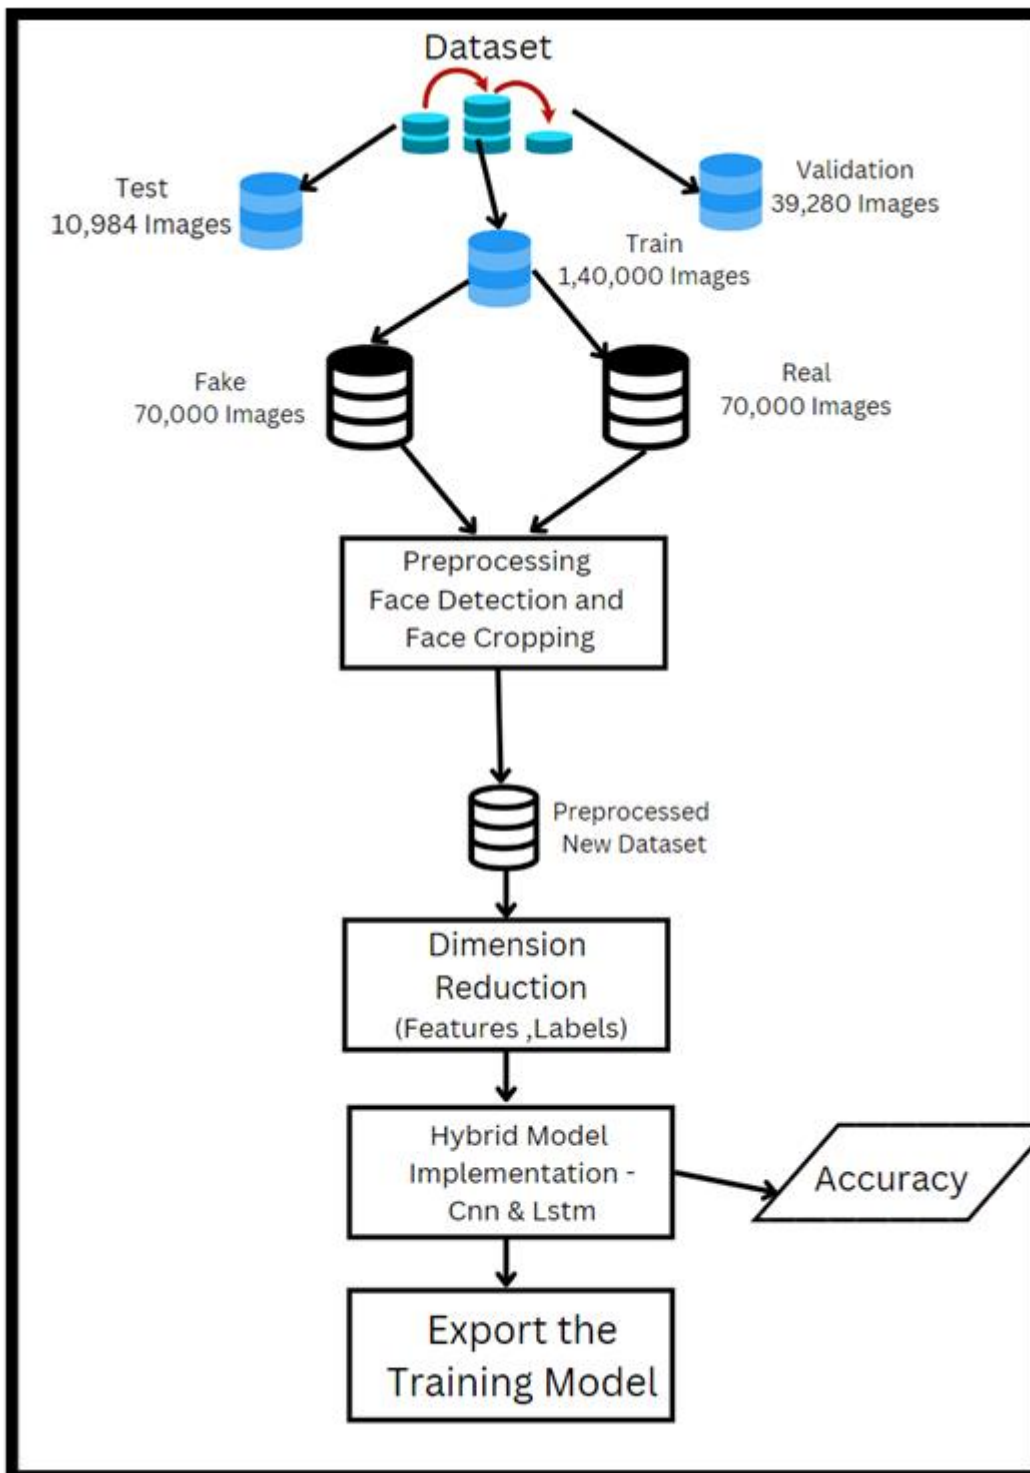 Dataset
Test
10,984 Images
Validation
39,280 Images
Train
1,40,000 Images
Fake
70,000 Images
Real
70,000 Images
Preprocessing
Face Detection and
Face Cropping
Preprocessed
New Dataset
Dimension
Reduction
(Features ,Labels)
Hybrid Model
Implementation -
Cnn & Lstm
Accuracy
Export the
Training Model